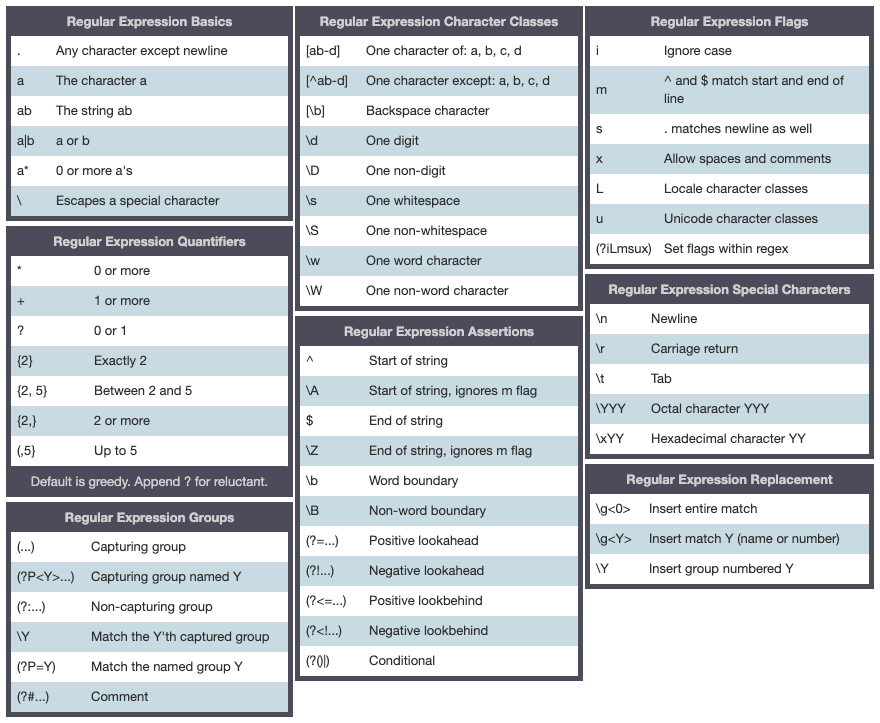 Regular Expression Basics
. Any character except newline
a The character a
ab The string ab
a|b a or b
a* 0 or more a's
\ Escapes a special character
Regular Expression Quantifiers
* 0 or more
+ 1 or more
? 0 or 1
{2} Exactly 2
{2, 5} Between 2 and 5
{2,} 2 or more
(,5} Up to 5
Default is greedy. Append ? for reluctant.
Regular Expression Groups
(...) Capturing group
(?P<Y>...) Capturing group named Y
(?:...) Non-capturing group
\Y Match the Y'th captured group
(?P=Y) Match the named group Y
(?#...) Comment
Regular Expression Character Classes
[ab-d] One character of: a, b, c, d
[^ab-d] One character except: a, b, c, d
[\b] Backspace character
\d One digit
\D One non-digit
\s One whitespace
\S One non-whitespace
\w One word character
\W One non-word character
Regular Expression Assertions
^ Start of string
\A Start of string, ignores m flag
$ End of string
\Z End of string, ignores m flag
\b Word boundary
\B Non-word boundary
(?=...) Positive lookahead
(?!...) Negative lookahead
(?<=...) Positive lookbehind
(?<!...) Negative lookbehind
(?()|) Conditional
Regular Expression Flags
i Ignore case
m ^ and $ match start and end of
line
s . matches newline as well
x Allow spaces and comments
L Locale character classes
u Unicode character classes
(?iLmsux) Set flags within regex
Regular Expression Special Characters
\n Newline
\r Carriage return
\t Tab
\YYY Octal character YYY
\xYY Hexadecimal character YY
Regular Expression Replacement
\g<0> Insert entire match
\g<Y> Insert match Y (name or number)
\Y Insert group numbered Y